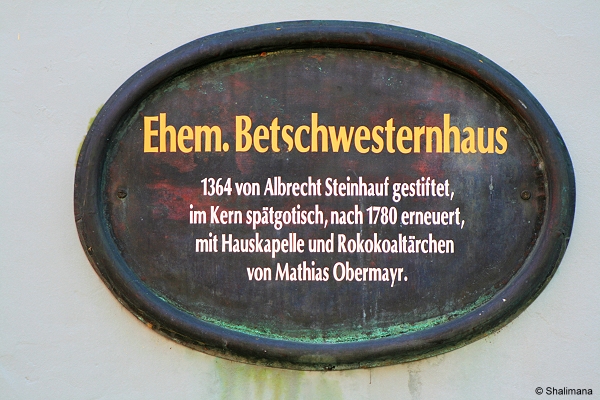 Ehem. Betschwesternhaus
1364 von Albrecht Steinhauf gestiftet,
im Kern spätgotisch, nach 1780 erneuert,
mit Hauskapelle und Rokokoaltärchen
von Mathias Obermayr.
© Shalimana